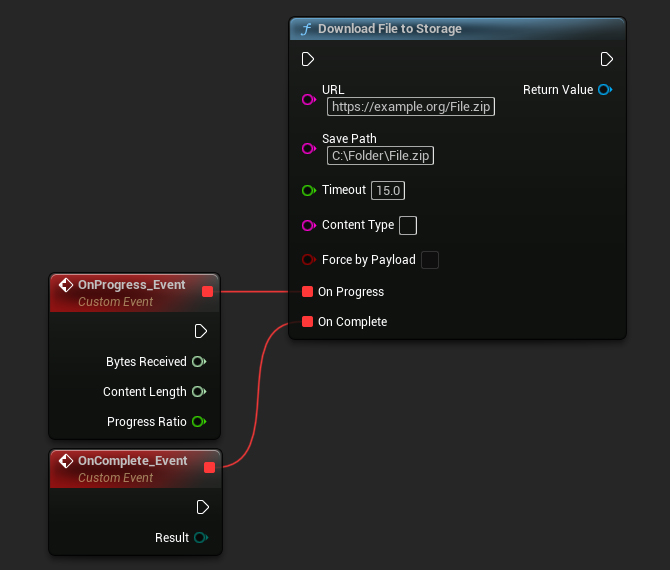 Download File to Storage
URL
https://example.org/File.zip
Return Value
Save Path
C:\Folder\File.zip
Timeout 15.0
Content Type
Force by Payload
On Progress
On Complete
OnProgress_Event
Custom Event
Bytes Received
Content Length
Progress Ratio
OnComplete_Event
Custom Event
Result